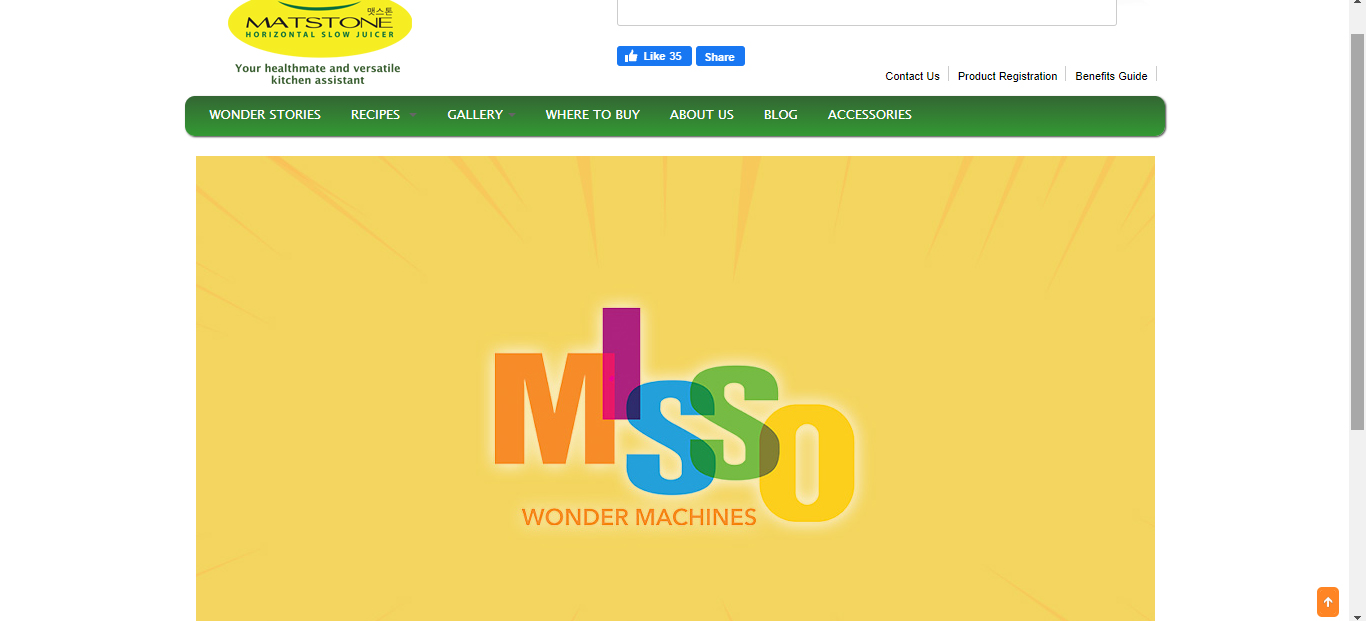 맷스톤
MATSTONE
HORIZONTAL SLOW JUICER
Your healthmate and versatile
kitchen assistant
Like 35
Share
Contact Us
Product Registration
Benefits Guide
WONDER STORIES
RECIPES
GALLERY
WHERE TO BUY
ABOUT US
BLOG
ACCESSORIES
MISSO
WONDER MACHINES